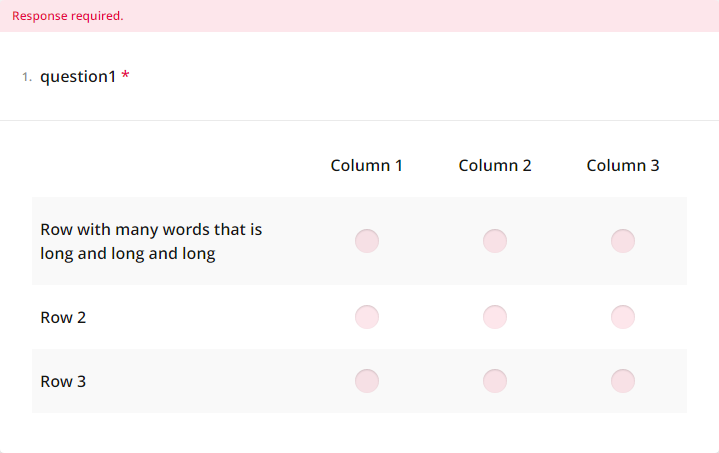 Response required.
1. question1 *
Column 1 Column 2 Column 3
Row with many words that is
long and long and long
Row 2
Row 3